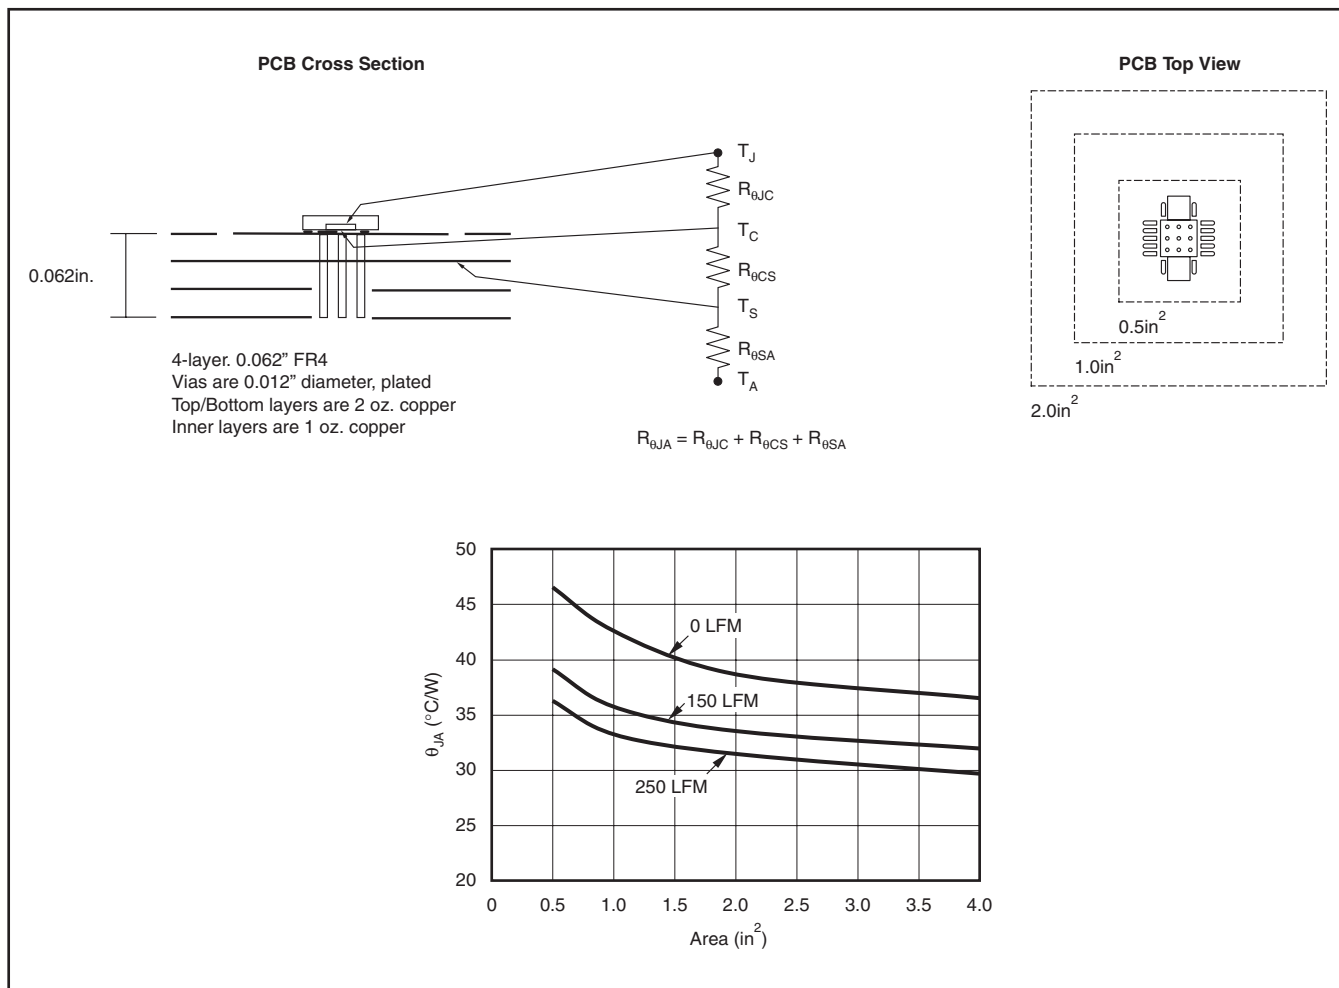 PCB Cross Section
PCB Top View
T_J
R_θJC
T_C
R_θCS
T_S
R_θSA
T_A
0.062in.
4-layer. 0.062” FR4
Vias are 0.012” diameter, plated
Top/Bottom layers are 2 oz. copper
Inner layers are 1 oz. copper
R_θJA = R_θJC + R_θCS + R_θSA
0.5in²
1.0in²
2.0in²
50
45
40
35
30
25
20
θ_JA (°C/W)
0 LFM
150 LFM
250 LFM
0 0.5 1.0 1.5 2.0 2.5 3.0 3.5 4.0
Area (in²)